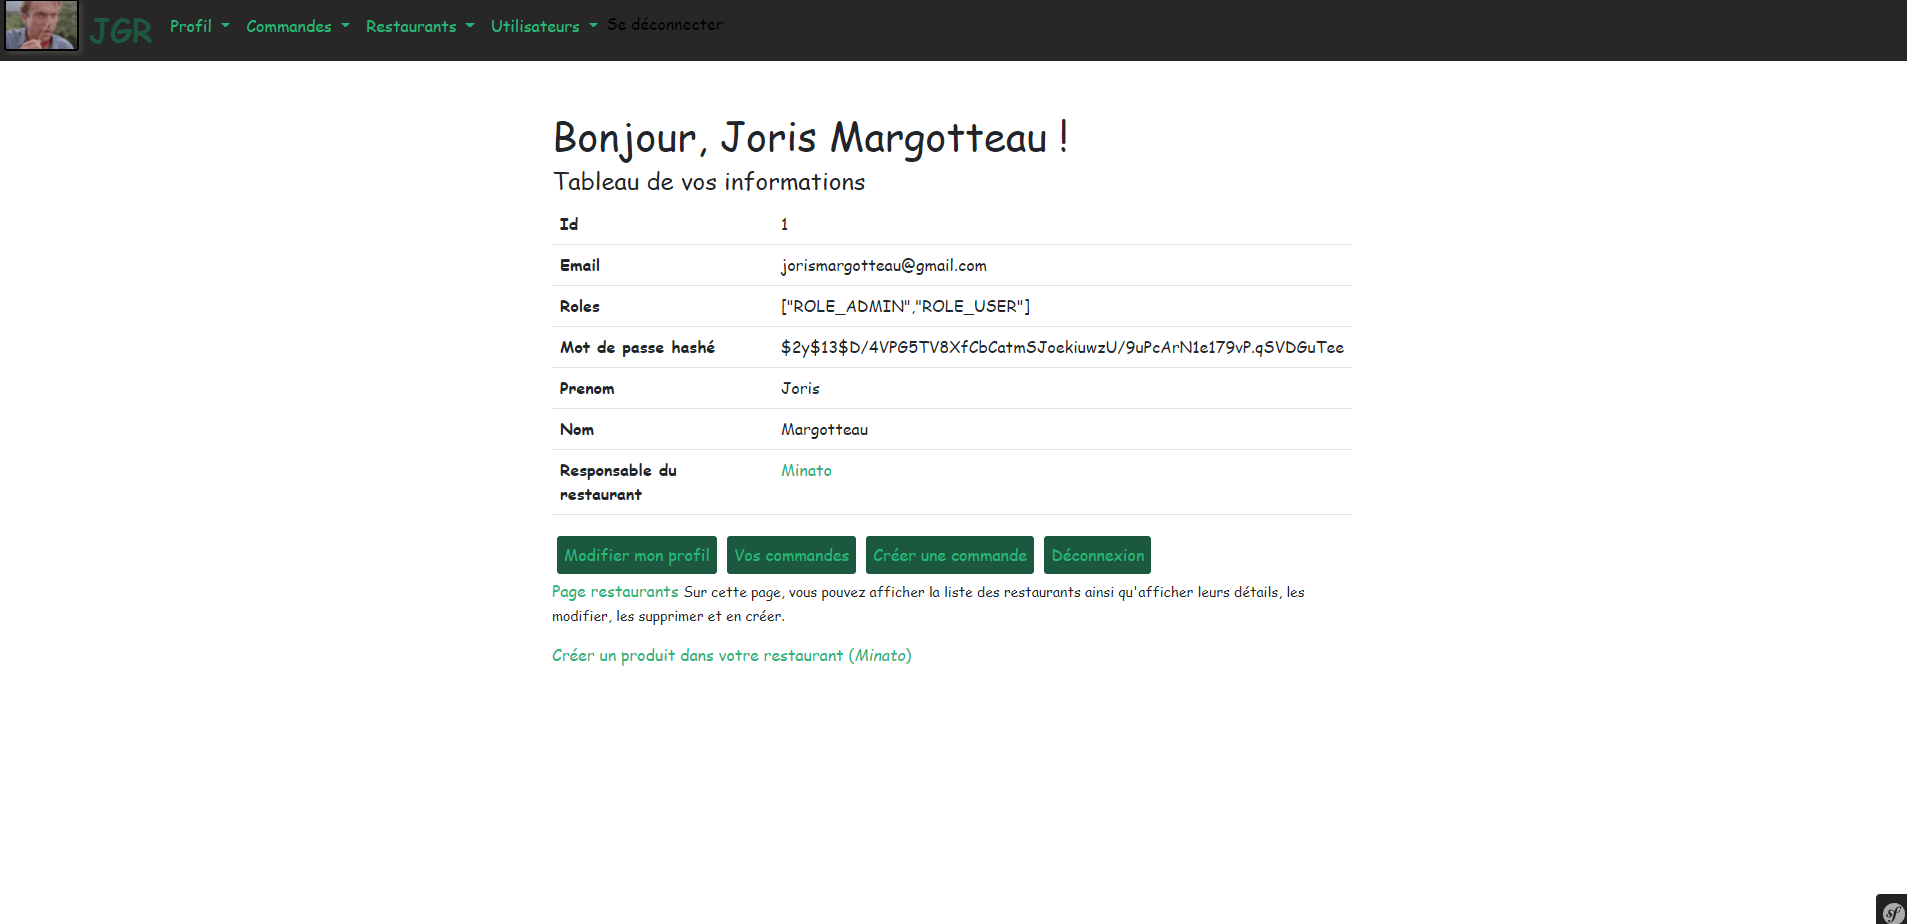 JGR Profil Commandes Restaurants Utilisateurs Se déconnecter
Bonjour, Joris Margotteau !
Tableau de vos informations
Id 1
Email jorismargotteau@gmail.com
Roles ["ROLE_ADMIN","ROLE_USER"]
Mot de passe hashé $2y$13$D/4VPG5TV8XfCbCatmSJoekiuwzU/9uPcArN1e179vP.qSVDGuTee
Prenom Joris
Nom Margotteau
Responsable du Minato
restaurant
Modifier mon profil Vos commandes Créer une commande Déconnexion
Page restaurants Sur cette page, vous pouvez afficher la liste des restaurants ainsi qu'afficher leurs détails, les
modifier, les supprimer et en créer.
Créer un produit dans votre restaurant (Minato)
sf